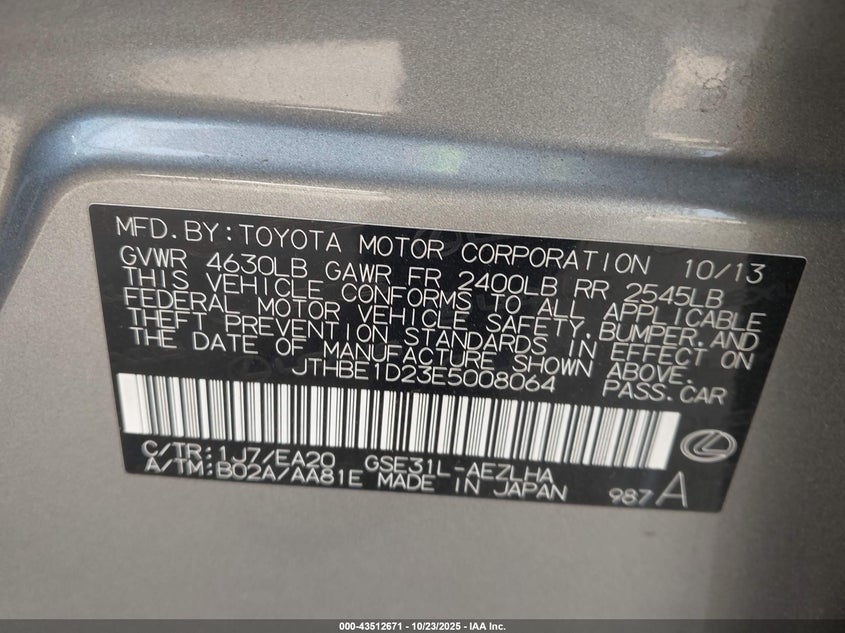 MFD. BY: TOYOTA MOTOR CORPORATION 10/13
GVWR 4630LB GAWR FR 2400LB RR 2545LB
THIS VEHICLE CONFORMS TO ALL APPLICABLE
FEDERAL MOTOR VEHICLE SAFETY, BUMPER, AND
THEFT PREVENTION STANDARDS IN EFFECT ON
THE DATE OF MANUFACTURE SHOWN ABOVE.
JTHBE1D23E5008064 PASS. CAR
C/TR: 1J7/EA20 GSE31L-AEZLHA
A/TM: B02A/AA81E MADE IN JAPAN 987 A
000-43512671 - 10/23/2025 - IAA Inc.